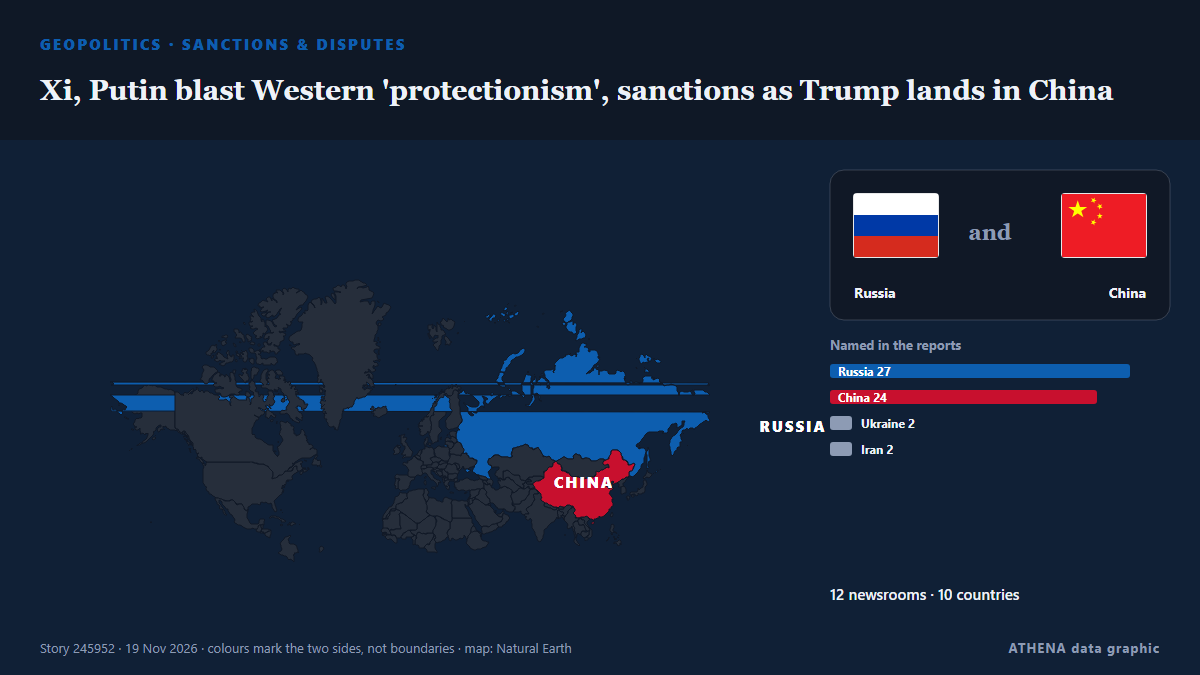 GEOPOLITICS · SANCTIONS & DISPUTES
Xi, Putin blast Western 'protectionism', sanctions as Trump lands in China
and
Russia
China
Named in the reports
Russia 27
China 24
Ukraine 2
Iran 2
RUSSIA
CHINA
12 newsrooms · 10 countries
Story 245952 · 19 Nov 2026 · colours mark the two sides, not boundaries · map: Natural Earth
ATHENA data graphic